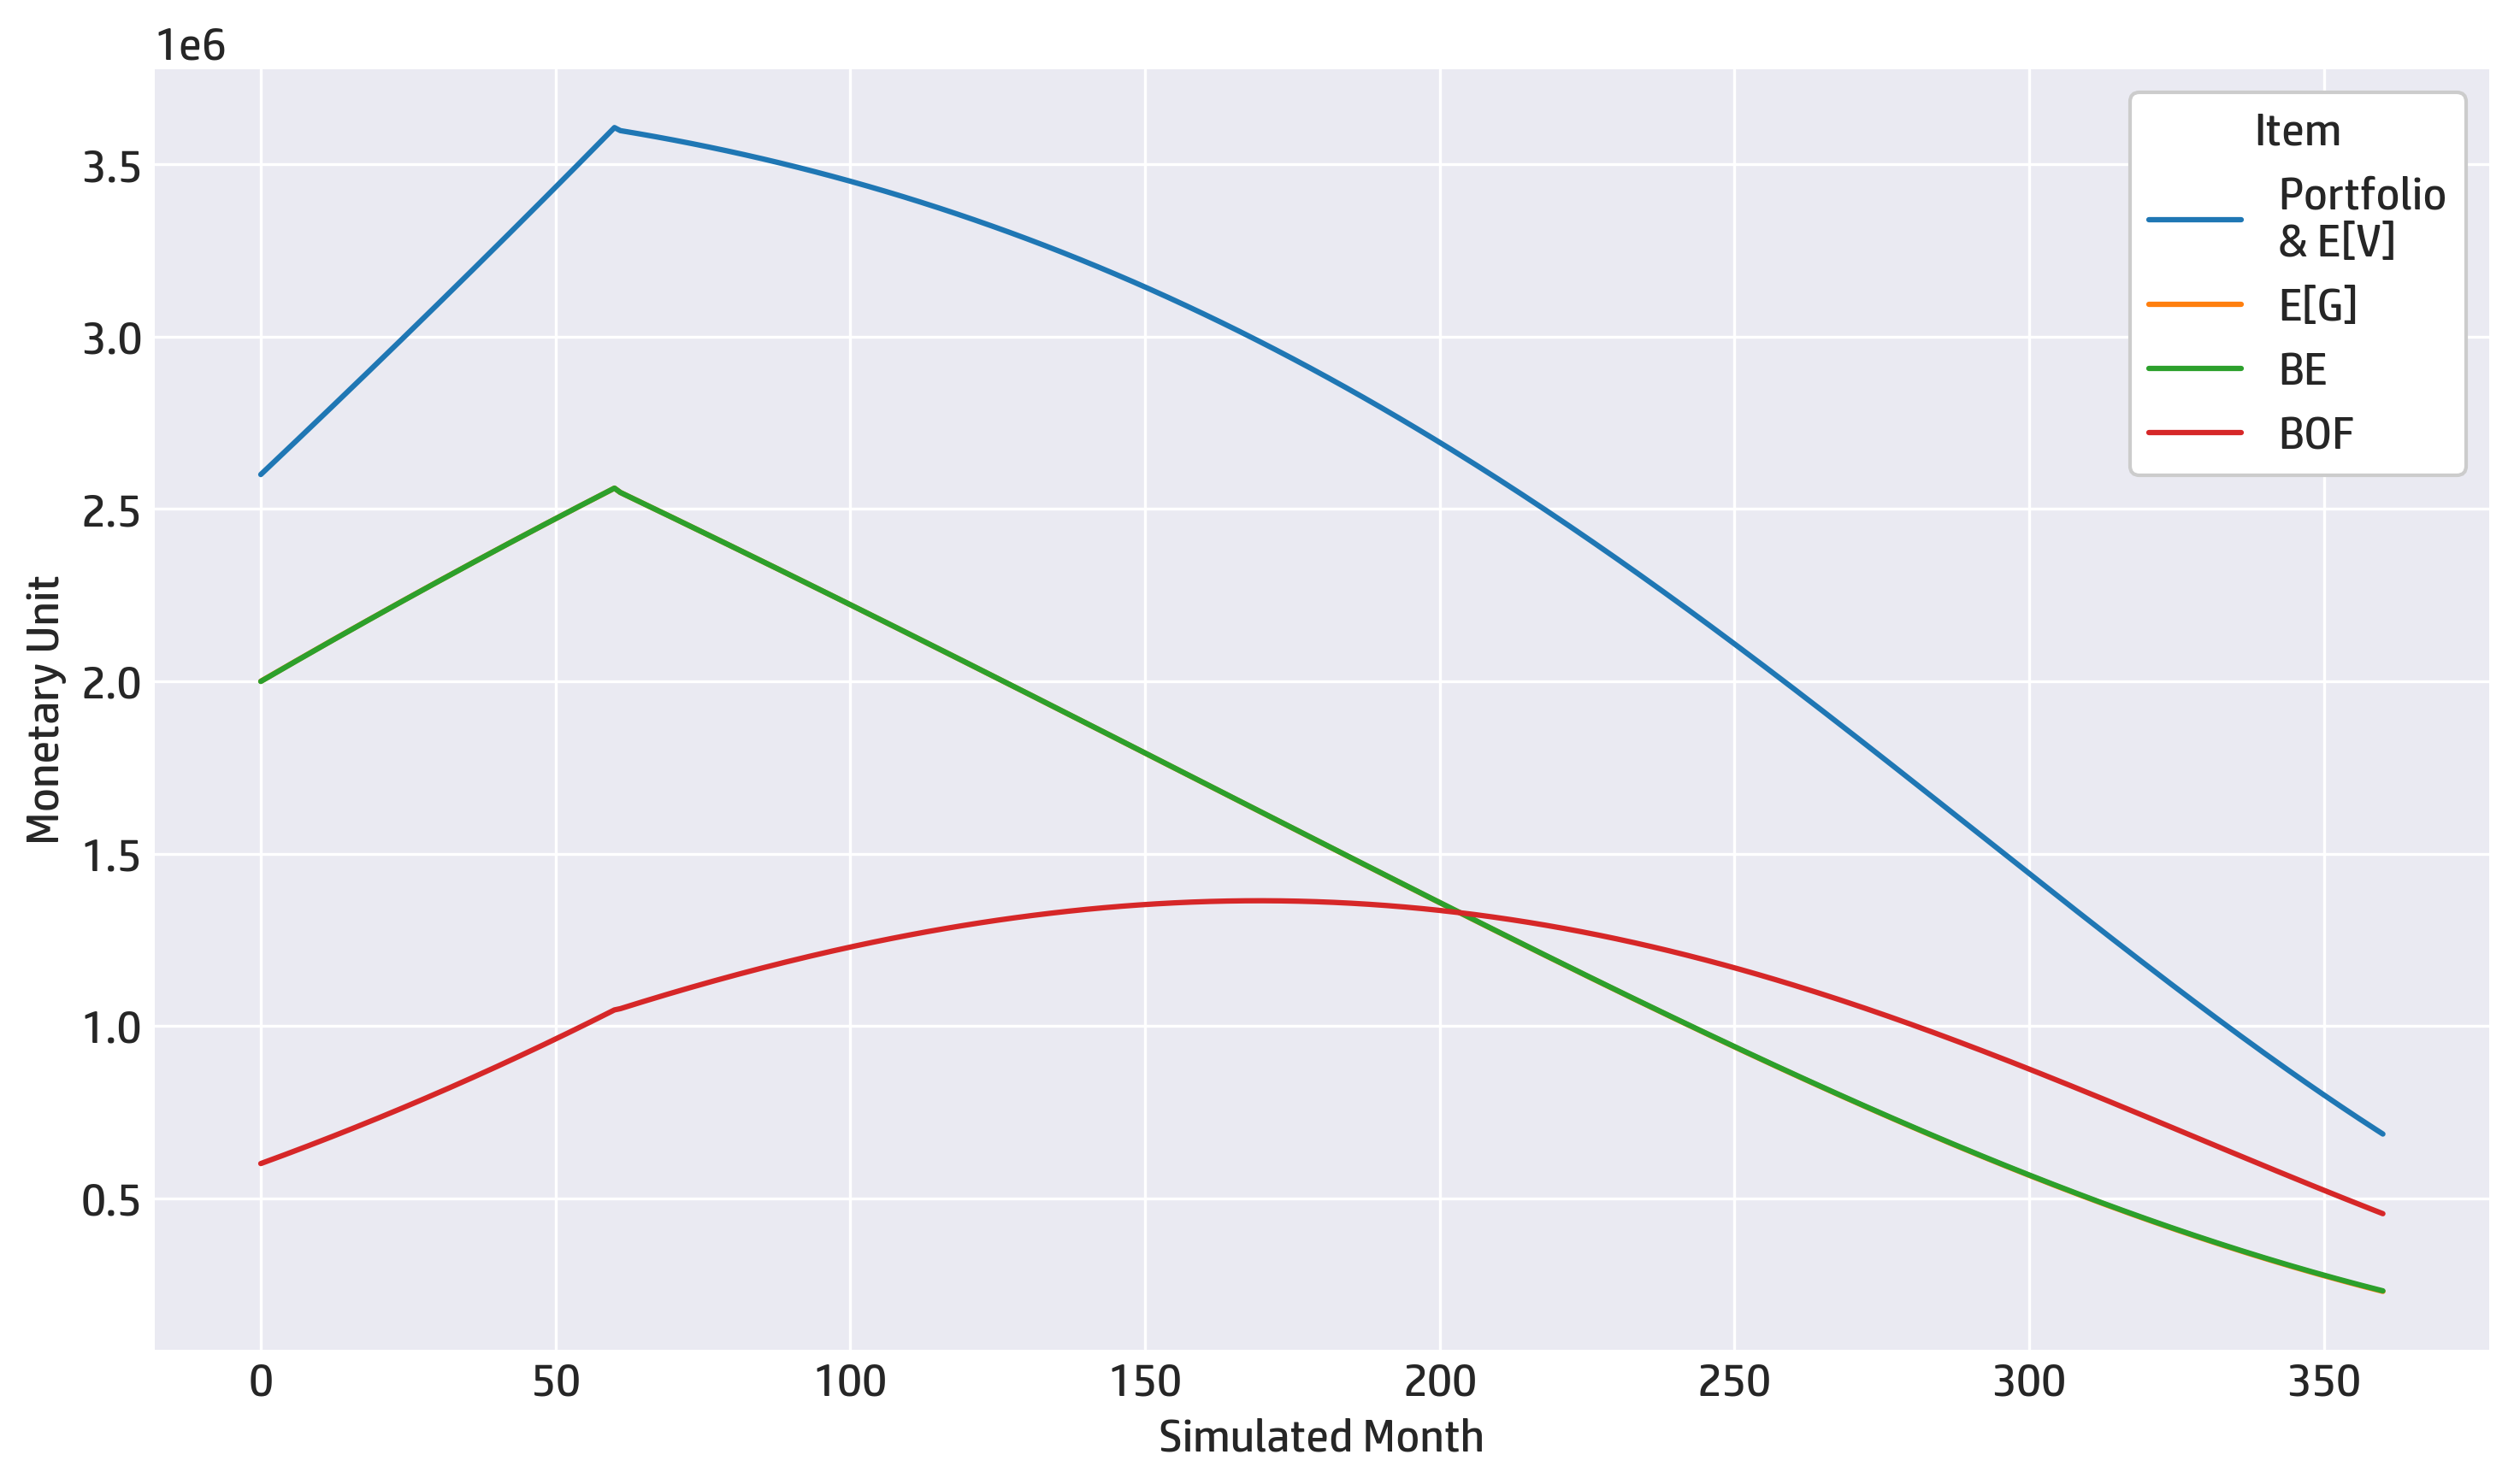 1e6
3.5
3.0
2.5
2.0
1.5
1.0
0.5
Monetary Unit
0 50 100 150 200 250 300 350
Simulated Month
Item
Portfolio
& E[V]
E[G]
BE
BOF